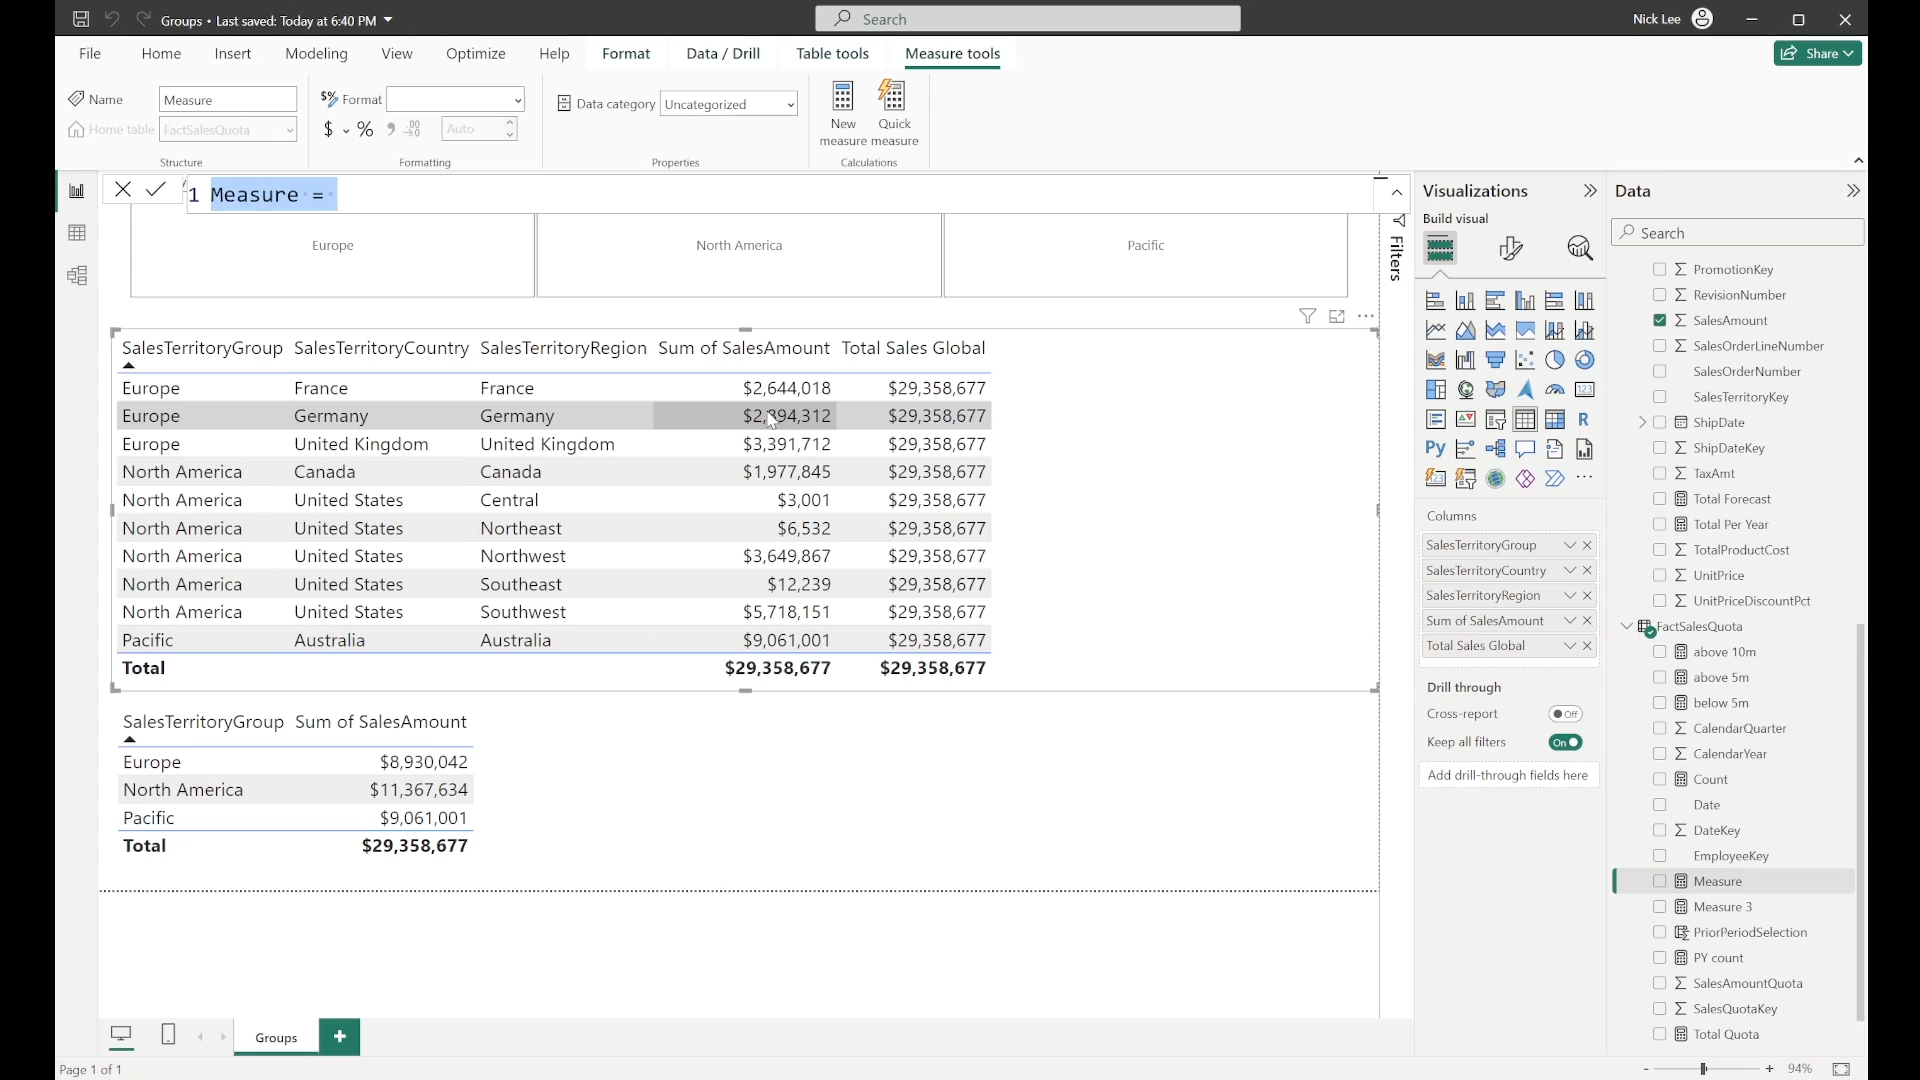 Groups • Last saved: Today at 6:40 PM
Search
Nick Lee
File Home Insert Modeling View Optimize Help Format Data / Drill Table tools Measure tools
Share
Name Measure
Home table FactSalesQuota
Structure
Format
$ % Auto
Formatting
Data category Uncategorized
Properties
New measure
Quick measure
Calculations
1 Measure =
Europe North America Pacific
SalesTerritoryGroup SalesTerritoryCountry SalesTerritoryRegion Sum of SalesAmount Total Sales Global
Europe France France $2,644,018 $29,358,677
Europe Germany Germany $2,894,312 $29,358,677
Europe United Kingdom United Kingdom $3,391,712 $29,358,677
North America Canada Canada $1,977,845 $29,358,677
North America United States Central $3,001 $29,358,677
North America United States Northeast $6,532 $29,358,677
North America United States Northwest $3,649,867 $29,358,677
North America United States Southeast $12,239 $29,358,677
North America United States Southwest $5,718,151 $29,358,677
Pacific Australia Australia $9,061,001 $29,358,677
Total $29,358,677 $29,358,677
SalesTerritoryGroup Sum of SalesAmount
Europe $8,930,042
North America $11,367,634
Pacific $9,061,001
Total $29,358,677
Filters
Visualizations
Build visual
R
Py
123
Columns
SalesTerritoryGroup
SalesTerritoryCountry
SalesTerritoryRegion
Sum of SalesAmount
Total Sales Global
Drill through
Cross-report Off
Keep all filters On
Add drill-through fields here
Data
Search
PromotionKey
RevisionNumber
SalesAmount
SalesOrderLineNumber
SalesOrderNumber
SalesTerritoryKey
ShipDate
ShipDateKey
TaxAmt
Total Forecast
Total Per Year
TotalProductCost
UnitPrice
UnitPriceDiscountPct
FactSalesQuota
above 10m
above 5m
below 5m
CalendarQuarter
CalendarYear
Count
Date
DateKey
EmployeeKey
Measure
Measure 3
PriorPeriodSelection
PY count
SalesAmountQuota
SalesQuotaKey
Total Quota
Groups
Page 1 of 1
- + 94%